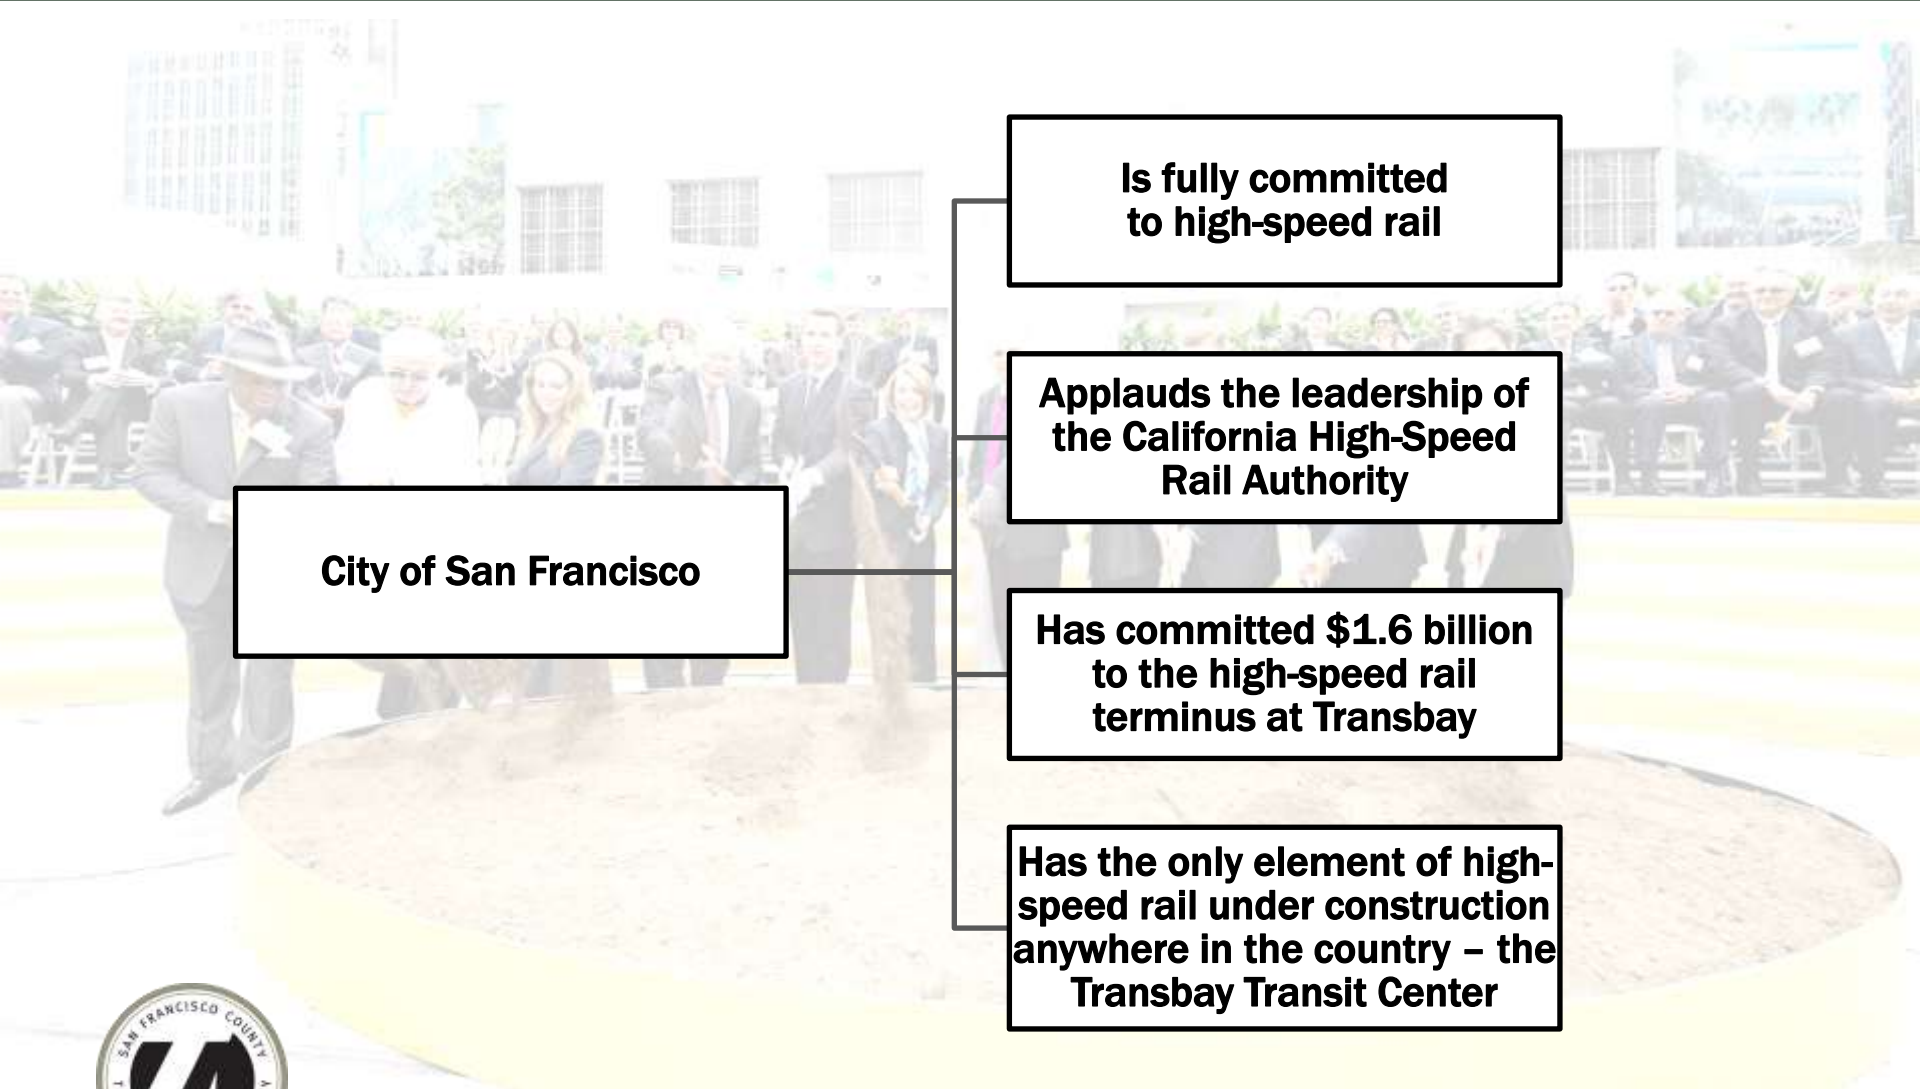 City of San Francisco
Is fully committed
to high-speed rail
Applauds the leadership of
the California High-Speed
Rail Authority
Has committed $1.6 billion
to the high-speed rail
terminus at Transbay
Has the only element of high-
speed rail under construction
anywhere in the country – the
Transbay Transit Center
SAN FRANCISCO COUNTY